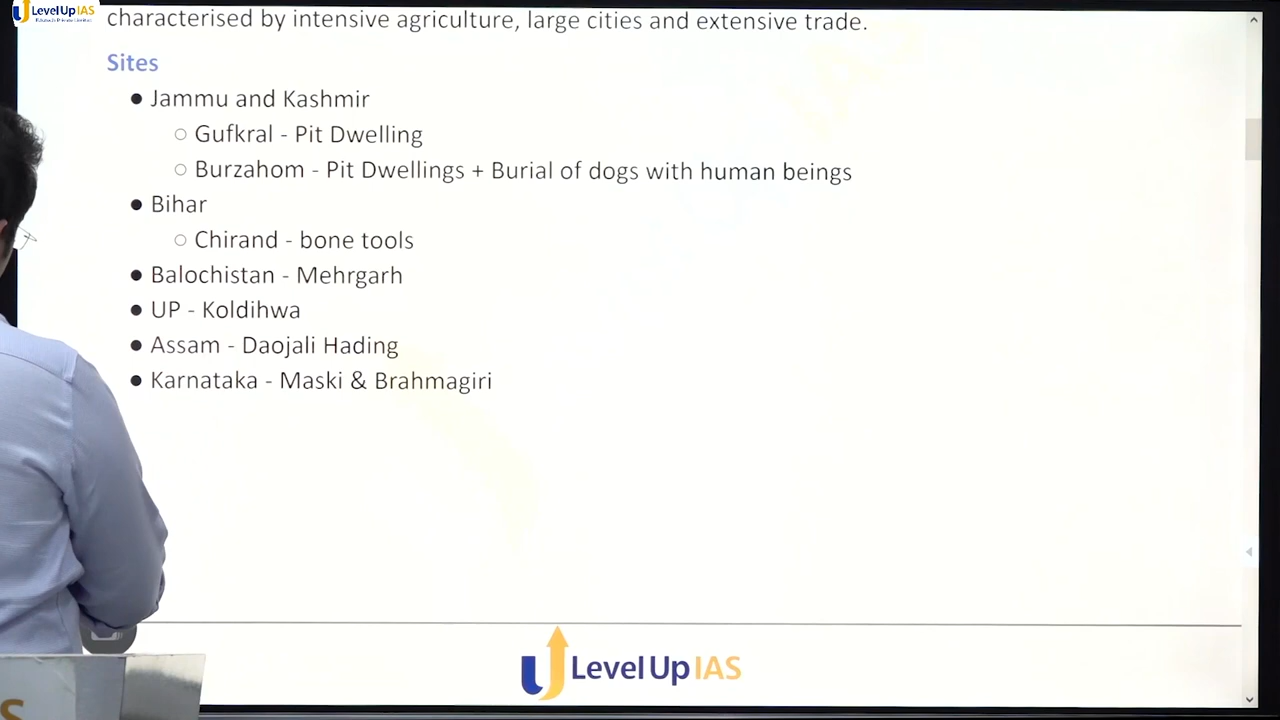 LevelUp IAS
characterised by intensive agriculture, large cities and extensive trade.
Sites
● Jammu and Kashmir
○ Gufkral - Pit Dwelling
○ Burzahom - Pit Dwellings + Burial of dogs with human beings
● Bihar
○ Chirand - bone tools
● Balochistan - Mehrgarh
● UP - Koldihwa
● Assam - Daojali Hading
● Karnataka - Maski & Brahmagiri
LevelUp IAS
S